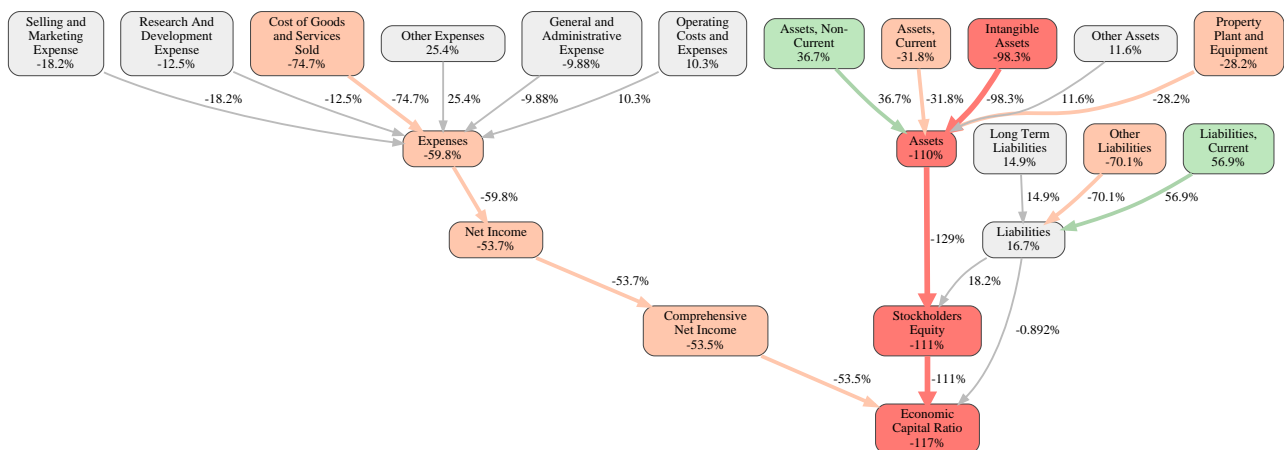 Selling and
Marketing
Expense
-18.2%
Research And
Development
Expense
-12.5%
Cost of Goods
and Services
Sold
-74.7%
Other Expenses
25.4%
General and
Administrative
Expense
-9.88%
Operating
Costs and
Expenses
10.3%
Assets, Non-
Current
36.7%
Assets,
Current
-31.8%
Intangible
Assets
-98.3%
Other Assets
11.6%
Property
Plant and
Equipment
-28.2%
-18.2%
-12.5%
-74.7%
25.4%
-9.88%
10.3%
36.7%
-31.8%
-98.3%
11.6%
-28.2%
Expenses
-59.8%
Assets
-110%
Long Term
Liabilities
14.9%
Other
Liabilities
-70.1%
Liabilities,
Current
56.9%
-59.8%
14.9%
-70.1%
56.9%
Net Income
-53.7%
-129%
Liabilities
16.7%
-53.7%
18.2%
Comprehensive
Net Income
-53.5%
Stockholders
Equity
-111%
-0.892%
-53.5%
-111%
Economic
Capital Ratio
-117%